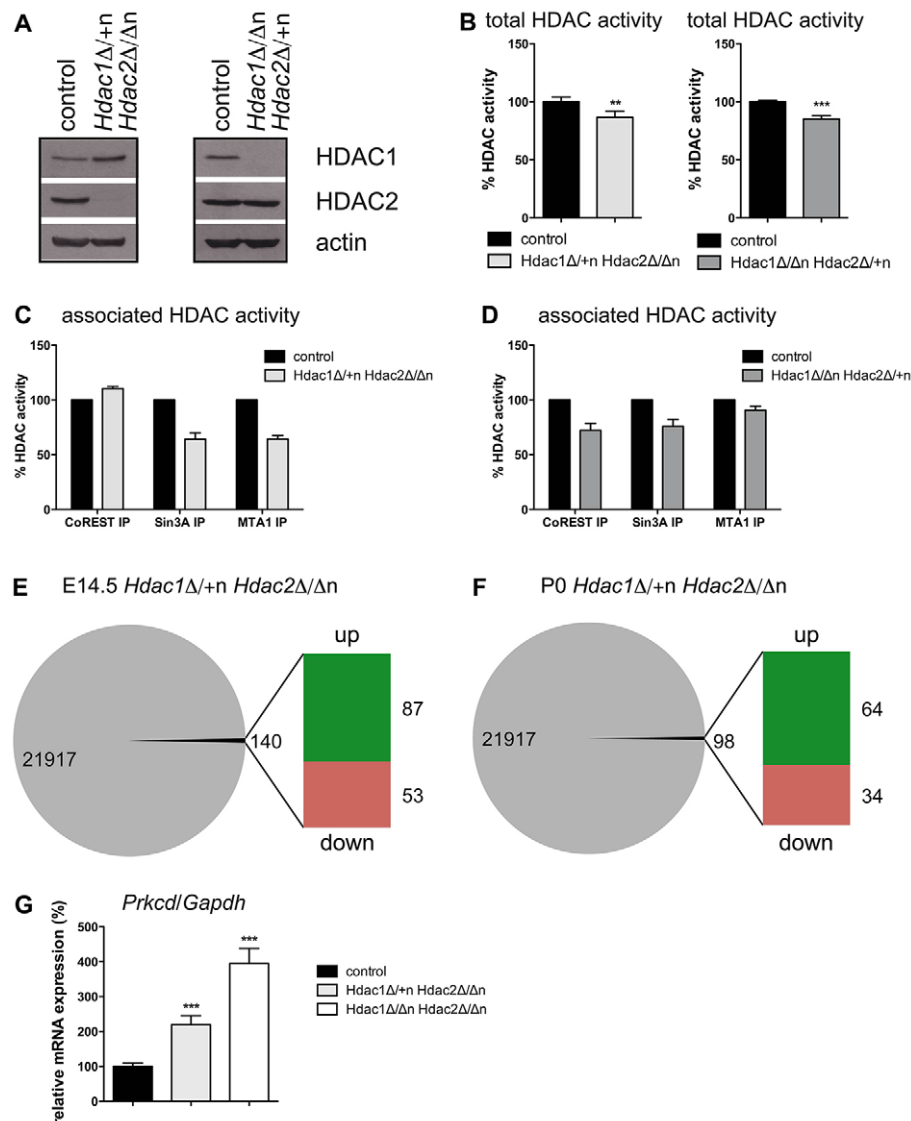 A
control
Hdac1Δ/+n
Hdac2Δ/Δn
control
Hdac1Δ/Δn
Hdac2Δ/+n
HDAC1
HDAC2
actin
B
total HDAC activity
% HDAC activity
150
100
50
0
**
control
Hdac1Δ/+n Hdac2Δ/Δn
total HDAC activity
% HDAC activity
150
100
50
0
***
control
Hdac1Δ/Δn Hdac2Δ/+n
C
associated HDAC activity
% HDAC activity
150
100
50
0
control
Hdac1Δ/+n Hdac2Δ/Δn
CoREST IP
Sin3A IP
MTA1 IP
D
associated HDAC activity
% HDAC activity
150
100
50
0
control
Hdac1Δ/Δn Hdac2Δ/+n
CoREST IP
Sin3A IP
MTA1 IP
E
E14.5 Hdac1Δ/+n Hdac2Δ/Δn
21917
140
up
87
53
down
F
P0 Hdac1Δ/+n Hdac2Δ/Δn
21917
98
up
64
34
down
G
Prkcd/Gapdh
relative mRNA expression (%)
500
400
300
200
100
0
***
***
control
Hdac1Δ/+n Hdac2Δ/Δn
Hdac1Δ/Δn Hdac2Δ/Δn